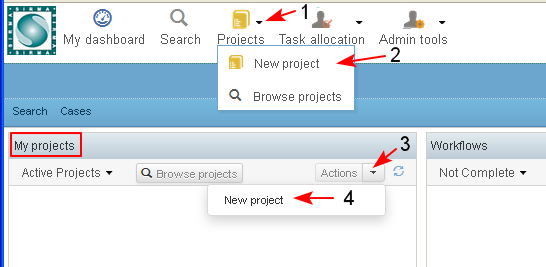 SIRMA
My dashboard Search Projects Task allocation Admin tools
1
New project
2
Browse projects
Search Cases
My projects
3
Workflows
Active Projects Browse projects Actions Not Complete
New project
4